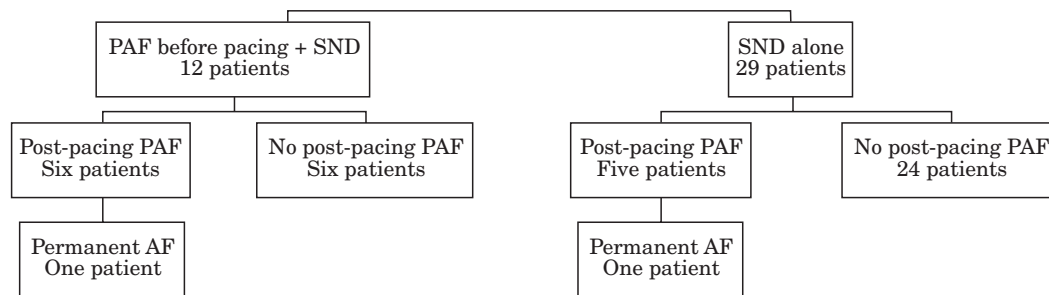 PAF before pacing + SND
12 patients
SND alone
29 patients
Post-pacing PAF
Six patients
No post-pacing PAF
Six patients
Post-pacing PAF
Five patients
No post-pacing PAF
24 patients
Permanent AF
One patient
Permanent AF
One patient